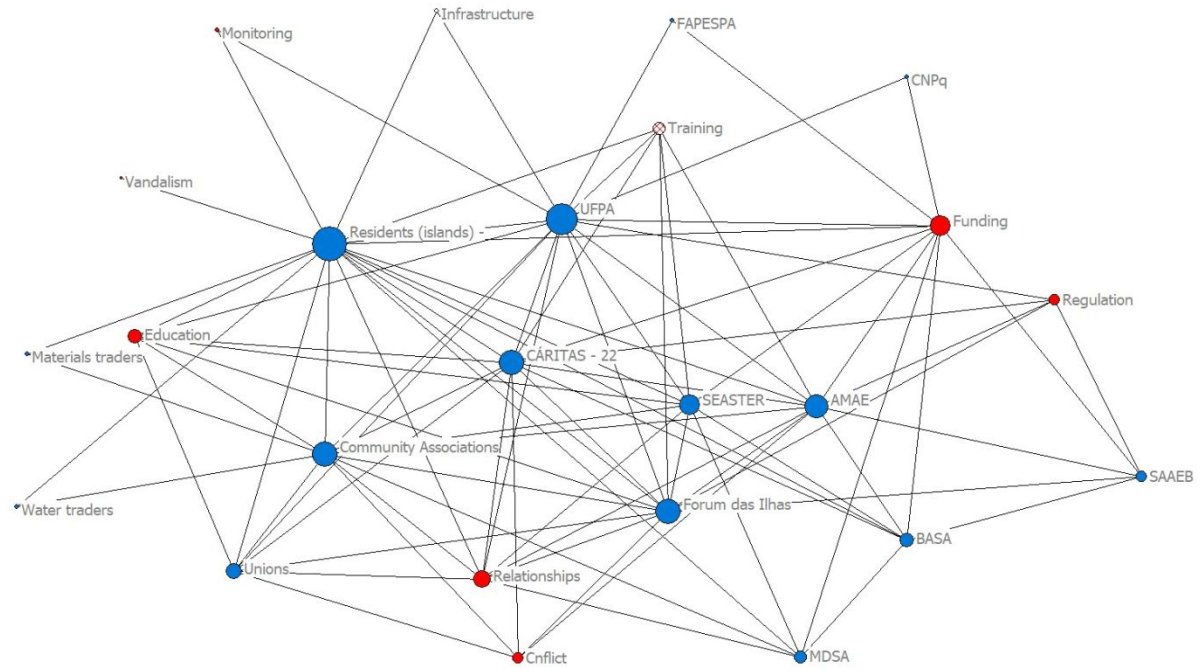 Infrastructure
FAPESPA
Monitoring
CNPq
Training
Vandalism
UFPA
Funding
Residents (islands) -
Regulation
Education
Materials traders
CÁRITAS - 22
SEASTER
AMAE
Community Associations
SAAEB
Water traders
Forum das Ilhas
BASA
Unions
Relationships
Cnflict
MDSA